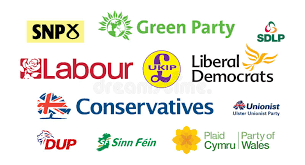 SNP
Green Party
SDLP
Labour
UKIP
£
Liberal
Democrats
Conservatives
Unionist
Ulster Unionist Party
DUP
SF
Sinn Féin
Plaid
Cymru
Party of
Wales